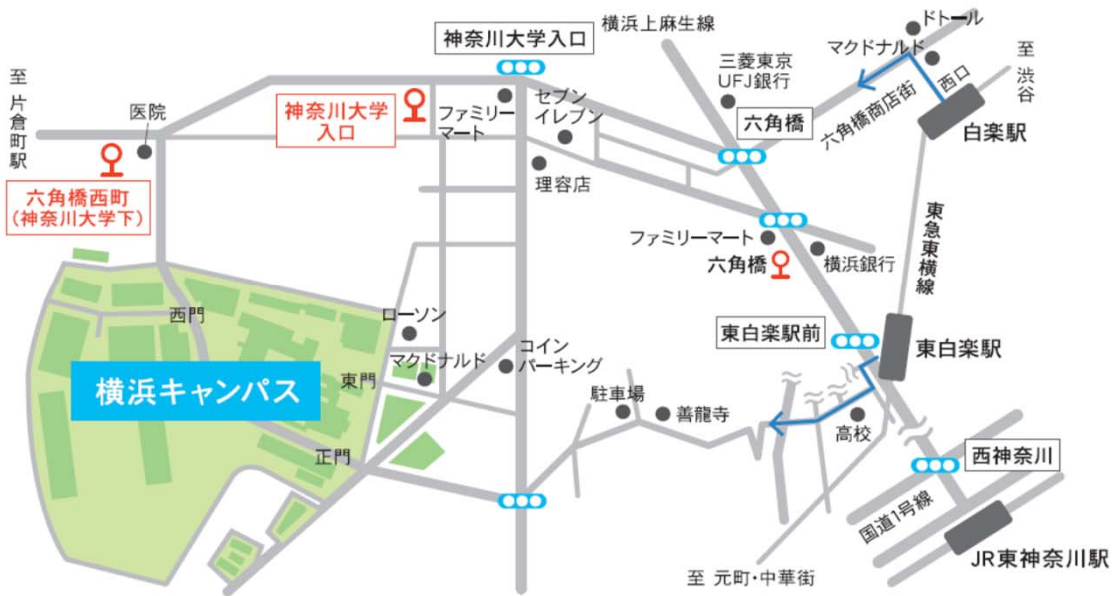 ドトール
横浜上麻生線
神奈川大学入口
マクドナルド
至 渋谷
三菱東京
UFJ銀行
西口
至 片倉町駅
医院
神奈川大学
入口
ファミリー
マート
セブン
イレブン
六角橋
六角橋商店街
白楽駅
理容店
六角橋西町
(神奈川大学下)
東急東横線
ファミリーマート
六角橋
横浜銀行
西門
ローソン
東白楽駅前
東白楽駅
コイン
パーキング
マクドナルド
横浜キャンパス
東門
駐車場
善龍寺
高校
正門
西神奈川
国道1号線
JR東神奈川駅
至 元町・中華街